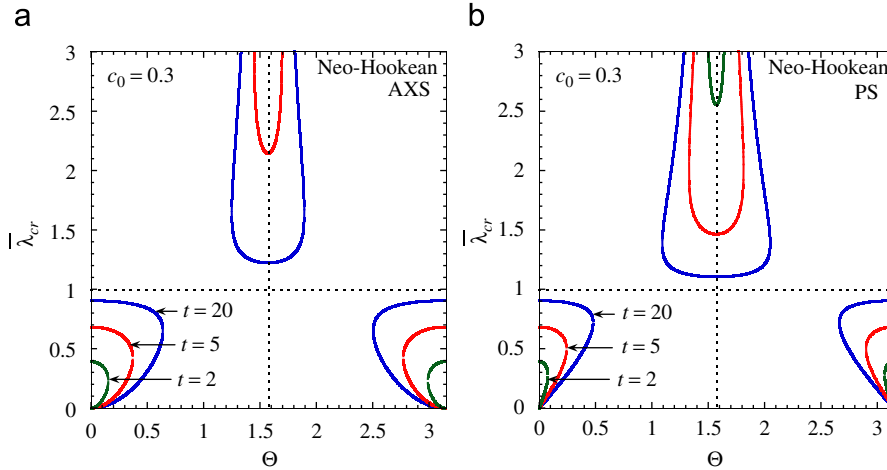 a
b
3
2.5
2
1.5
1
0.5
0
c₀ = 0.3
Neo-Hookean
AXS
t = 20
t = 5
t = 2
0 0.5 1 1.5 2 2.5 3
Θ
λ̄cr
3
2.5
2
1.5
1
0.5
0
c₀ = 0.3
Neo-Hookean
PS
t = 20
t = 5
t = 2
0 0.5 1 1.5 2 2.5 3
Θ
λ̄cr